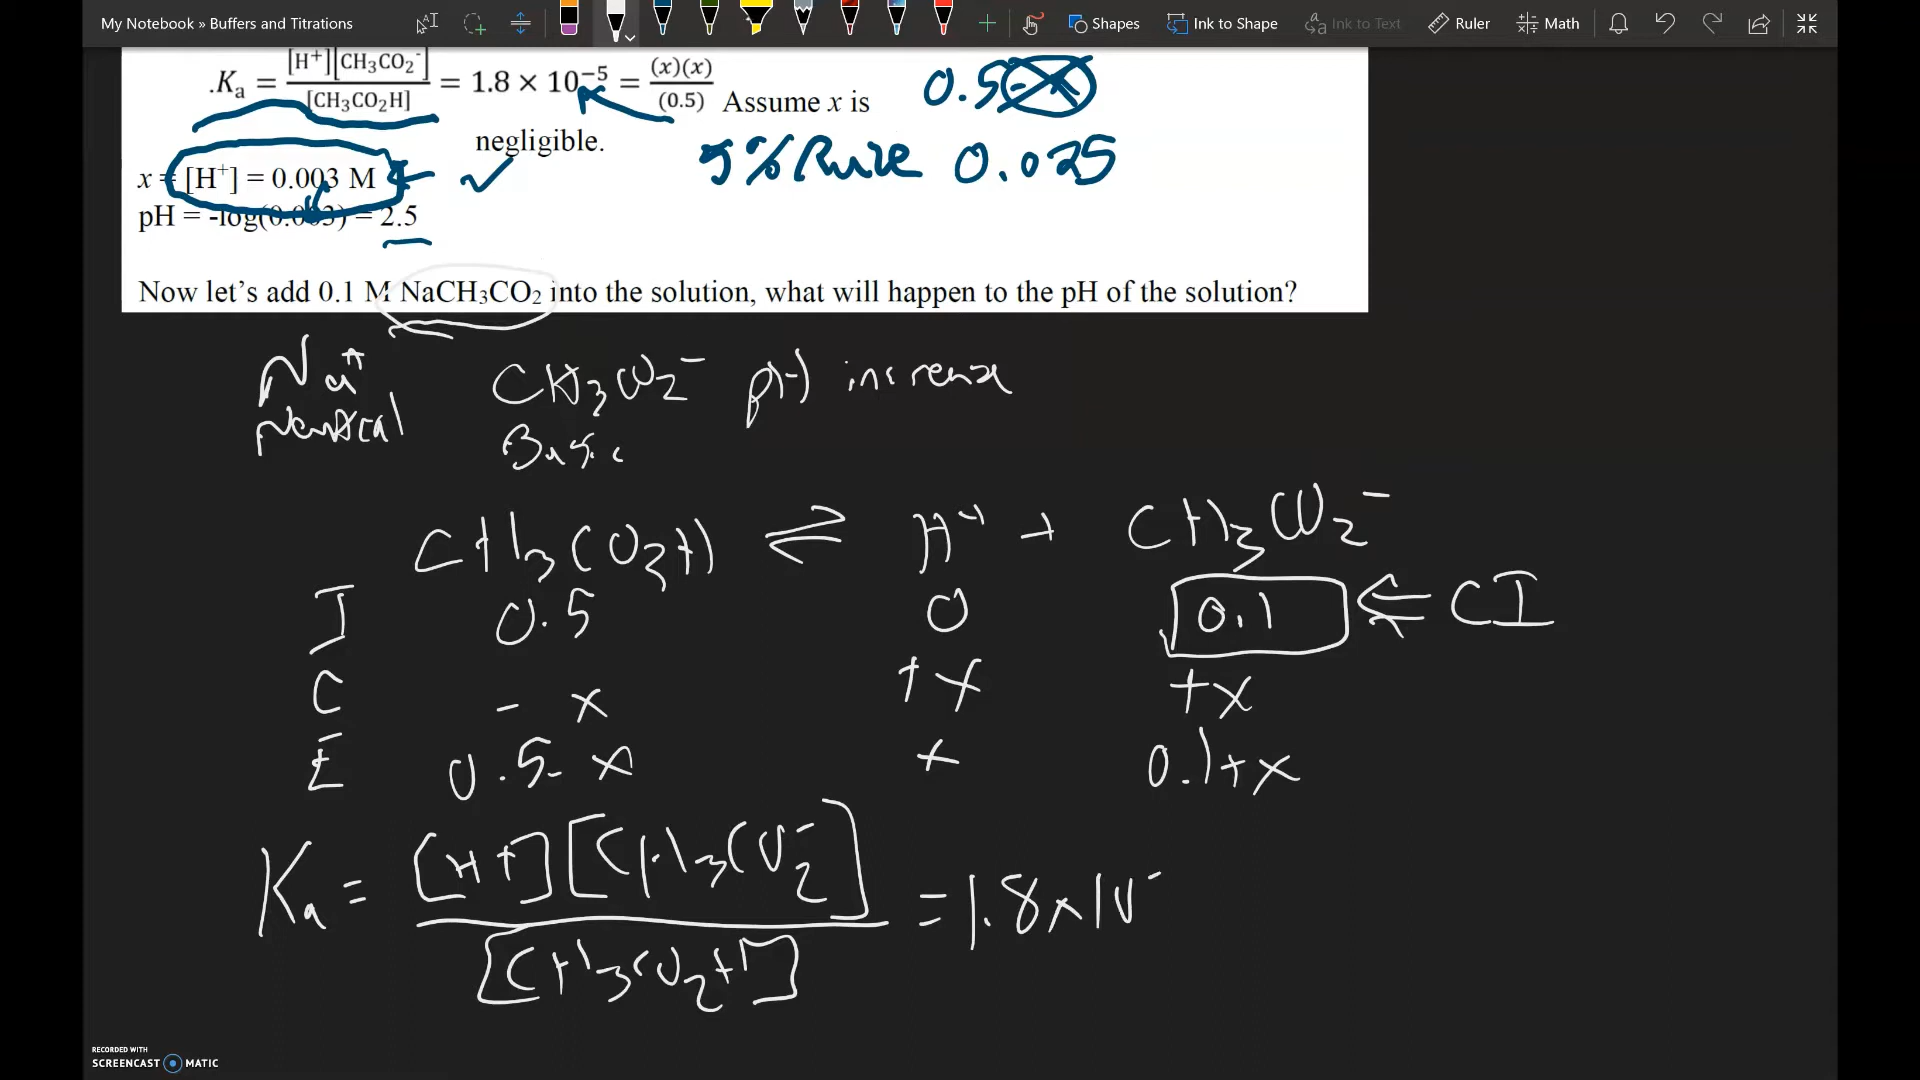 My Notebook » Buffers and Titrations
Shapes Ink to Shape Ink to Text Ruler Math
.Ka = [H⁺][CH₃CO₂⁻] / [CH₃CO₂H] = 1.8 × 10⁻⁵ = (x)(x) / (0.5) Assume x is
negligible.
0.5 - x
5% Rule 0.025
x = [H⁺] = 0.003 M
pH = -log(0.003) = 2.5
Now let's add 0.1 M NaCH₃CO₂ into the solution, what will happen to the pH of the solution?
Na⁺ CH₃CO₂⁻ pH increase
Neutral Basic
CH₃CO₂H ⇌ H⁺ + CH₃CO₂⁻
I 0.5 0 0.1 ⇐ CI
C - x +x +x
E 0.5 - x x 0.1+x
Ka = [H⁺][CH₃CO₂⁻] / [CH₃CO₂H] = 1.8 x 10⁻
RECORDED WITH
SCREENCAST MATIC